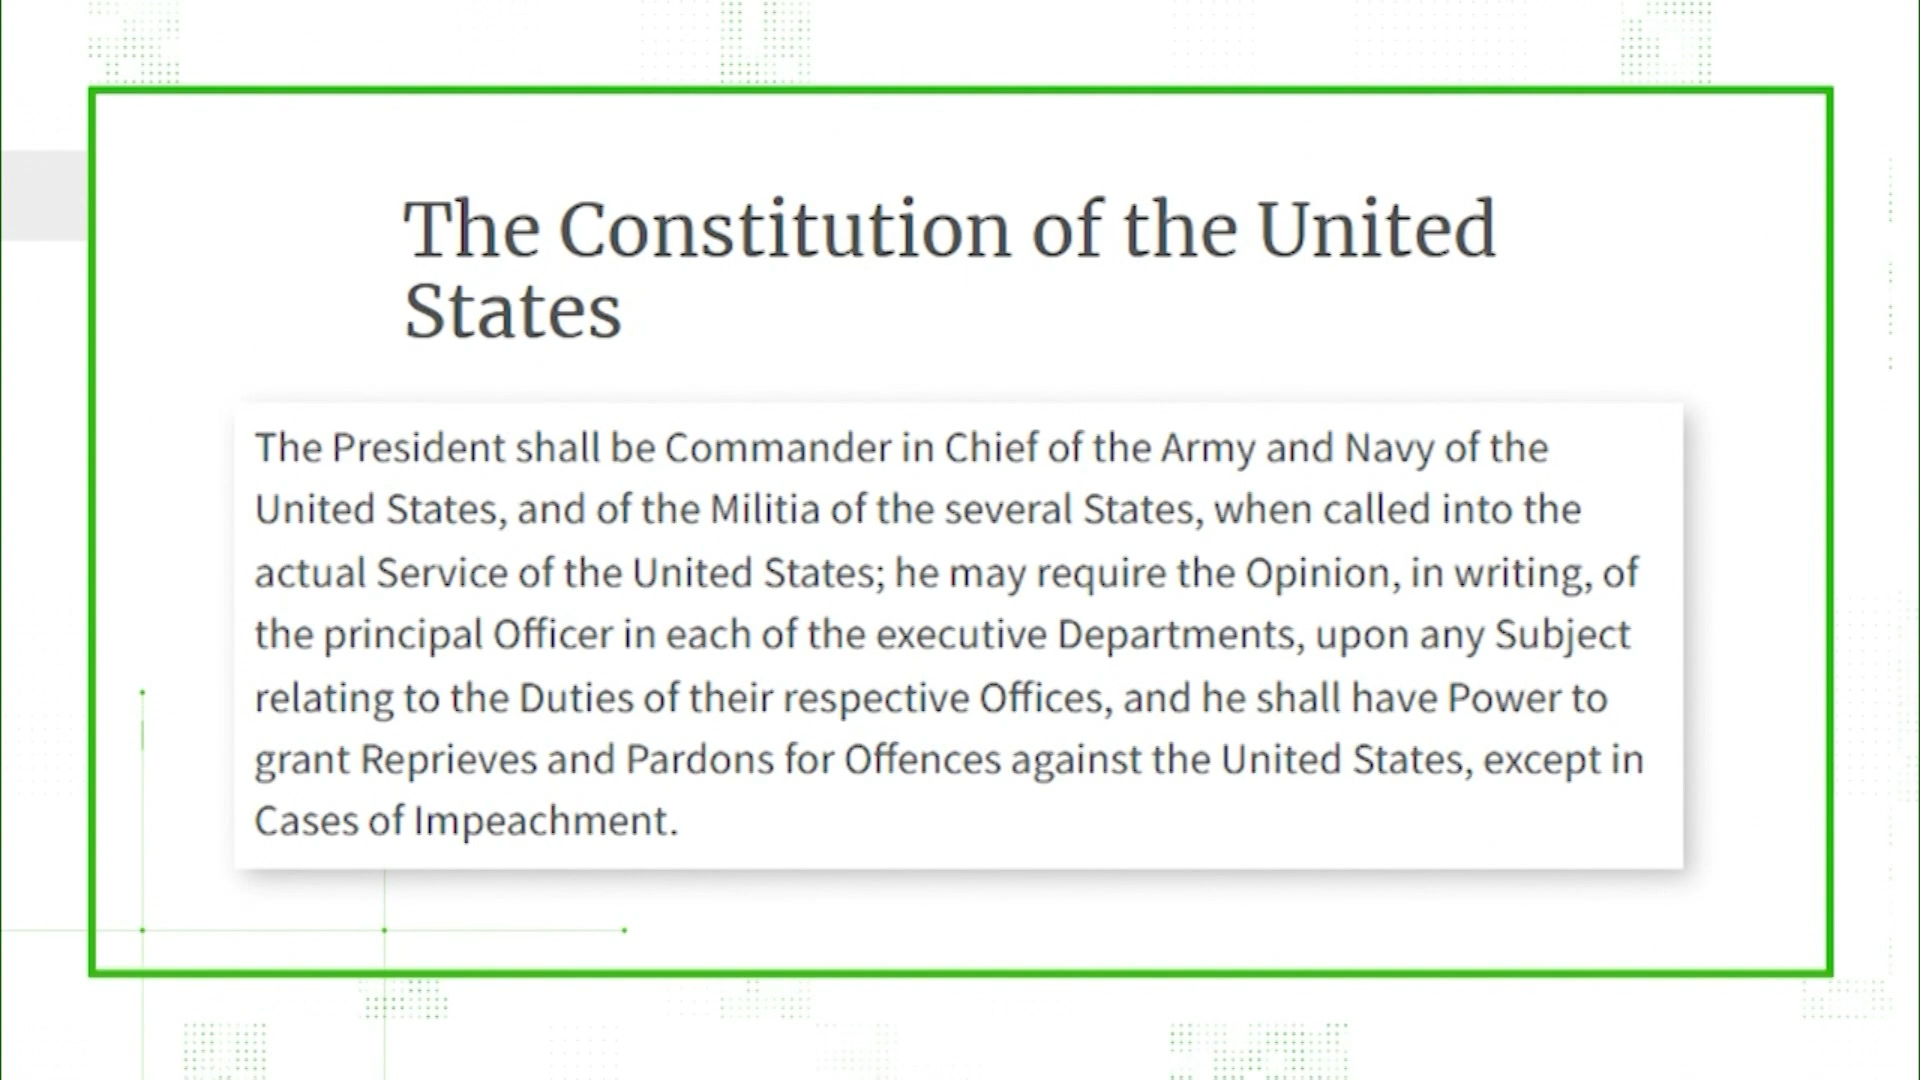 The Constitution of the United
States
The President shall be Commander in Chief of the Army and Navy of the
United States, and of the Militia of the several States, when called into the
actual Service of the United States; he may require the Opinion, in writing, of
the principal Officer in each of the executive Departments, upon any Subject
relating to the Duties of their respective Offices, and he shall have Power to
grant Reprieves and Pardons for Offences against the United States, except in
Cases of Impeachment.